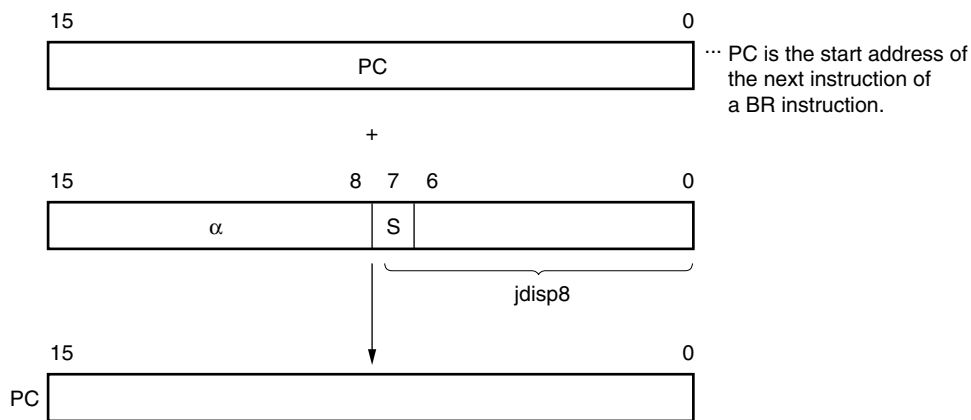 15 0
PC
... PC is the start address of
the next instruction of
a BR instruction.
+
15 8 7 6 0
α S
jdisp8
15 0
PC